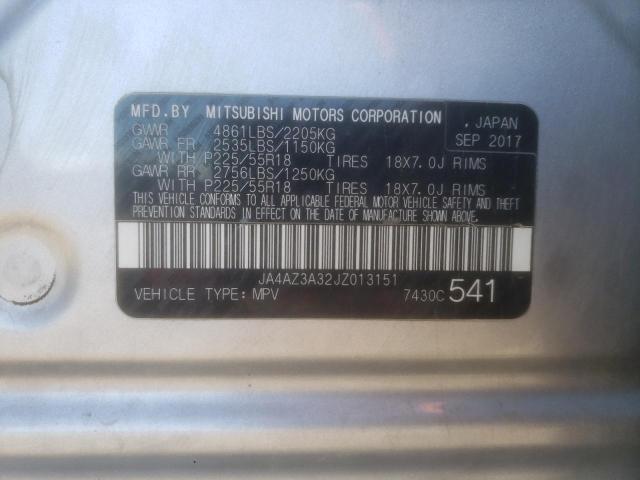 MFD.BY MITSUBISHI MOTORS CORPORATION
. JAPAN
SEP 2017
GVWR 4861LBS/2205KG
GAWR FR 2535LBS/1150KG
WITH P225/55R18 TIRES 18X7.0J RIMS
GAWR RR 2756LBS/1250KG
WITH P225/55R18 TIRES 18X7.0J RIMS
THIS VEHICLE CONFORMS TO ALL APPLICABLE FEDERAL MOTOR VEHICLE SAFETY AND THEFT
PREVENTION STANDARDS IN EFFECT ON THE DATE OF MANUFACTURE SHOWN ABOVE.
JA4AZ3A32JZ013151
VEHICLE TYPE: MPV 7430C 541